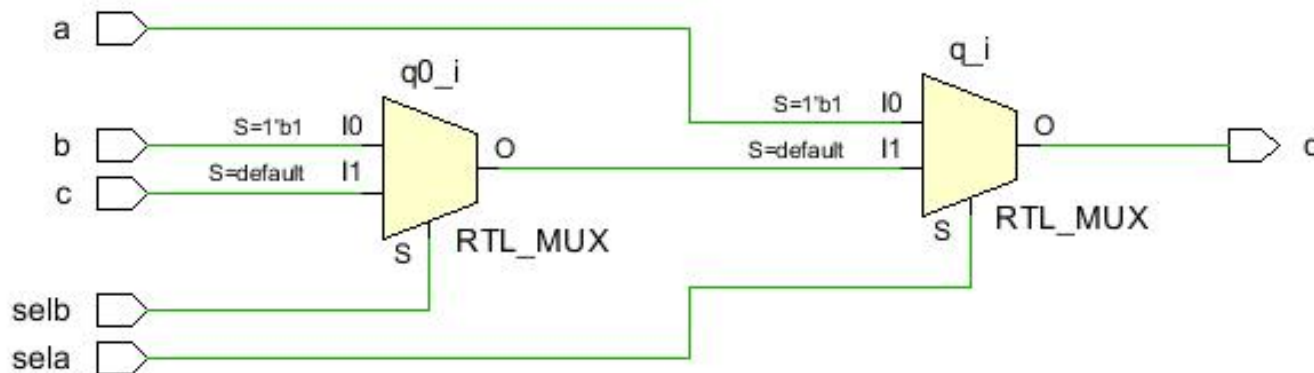 a
q_i
q0_i
S=1'b1 I0
S=1'b1 I0
b
O
O
S=default I1
S=default I1
c
S
RTL_MUX
S
RTL_MUX
selb
sela